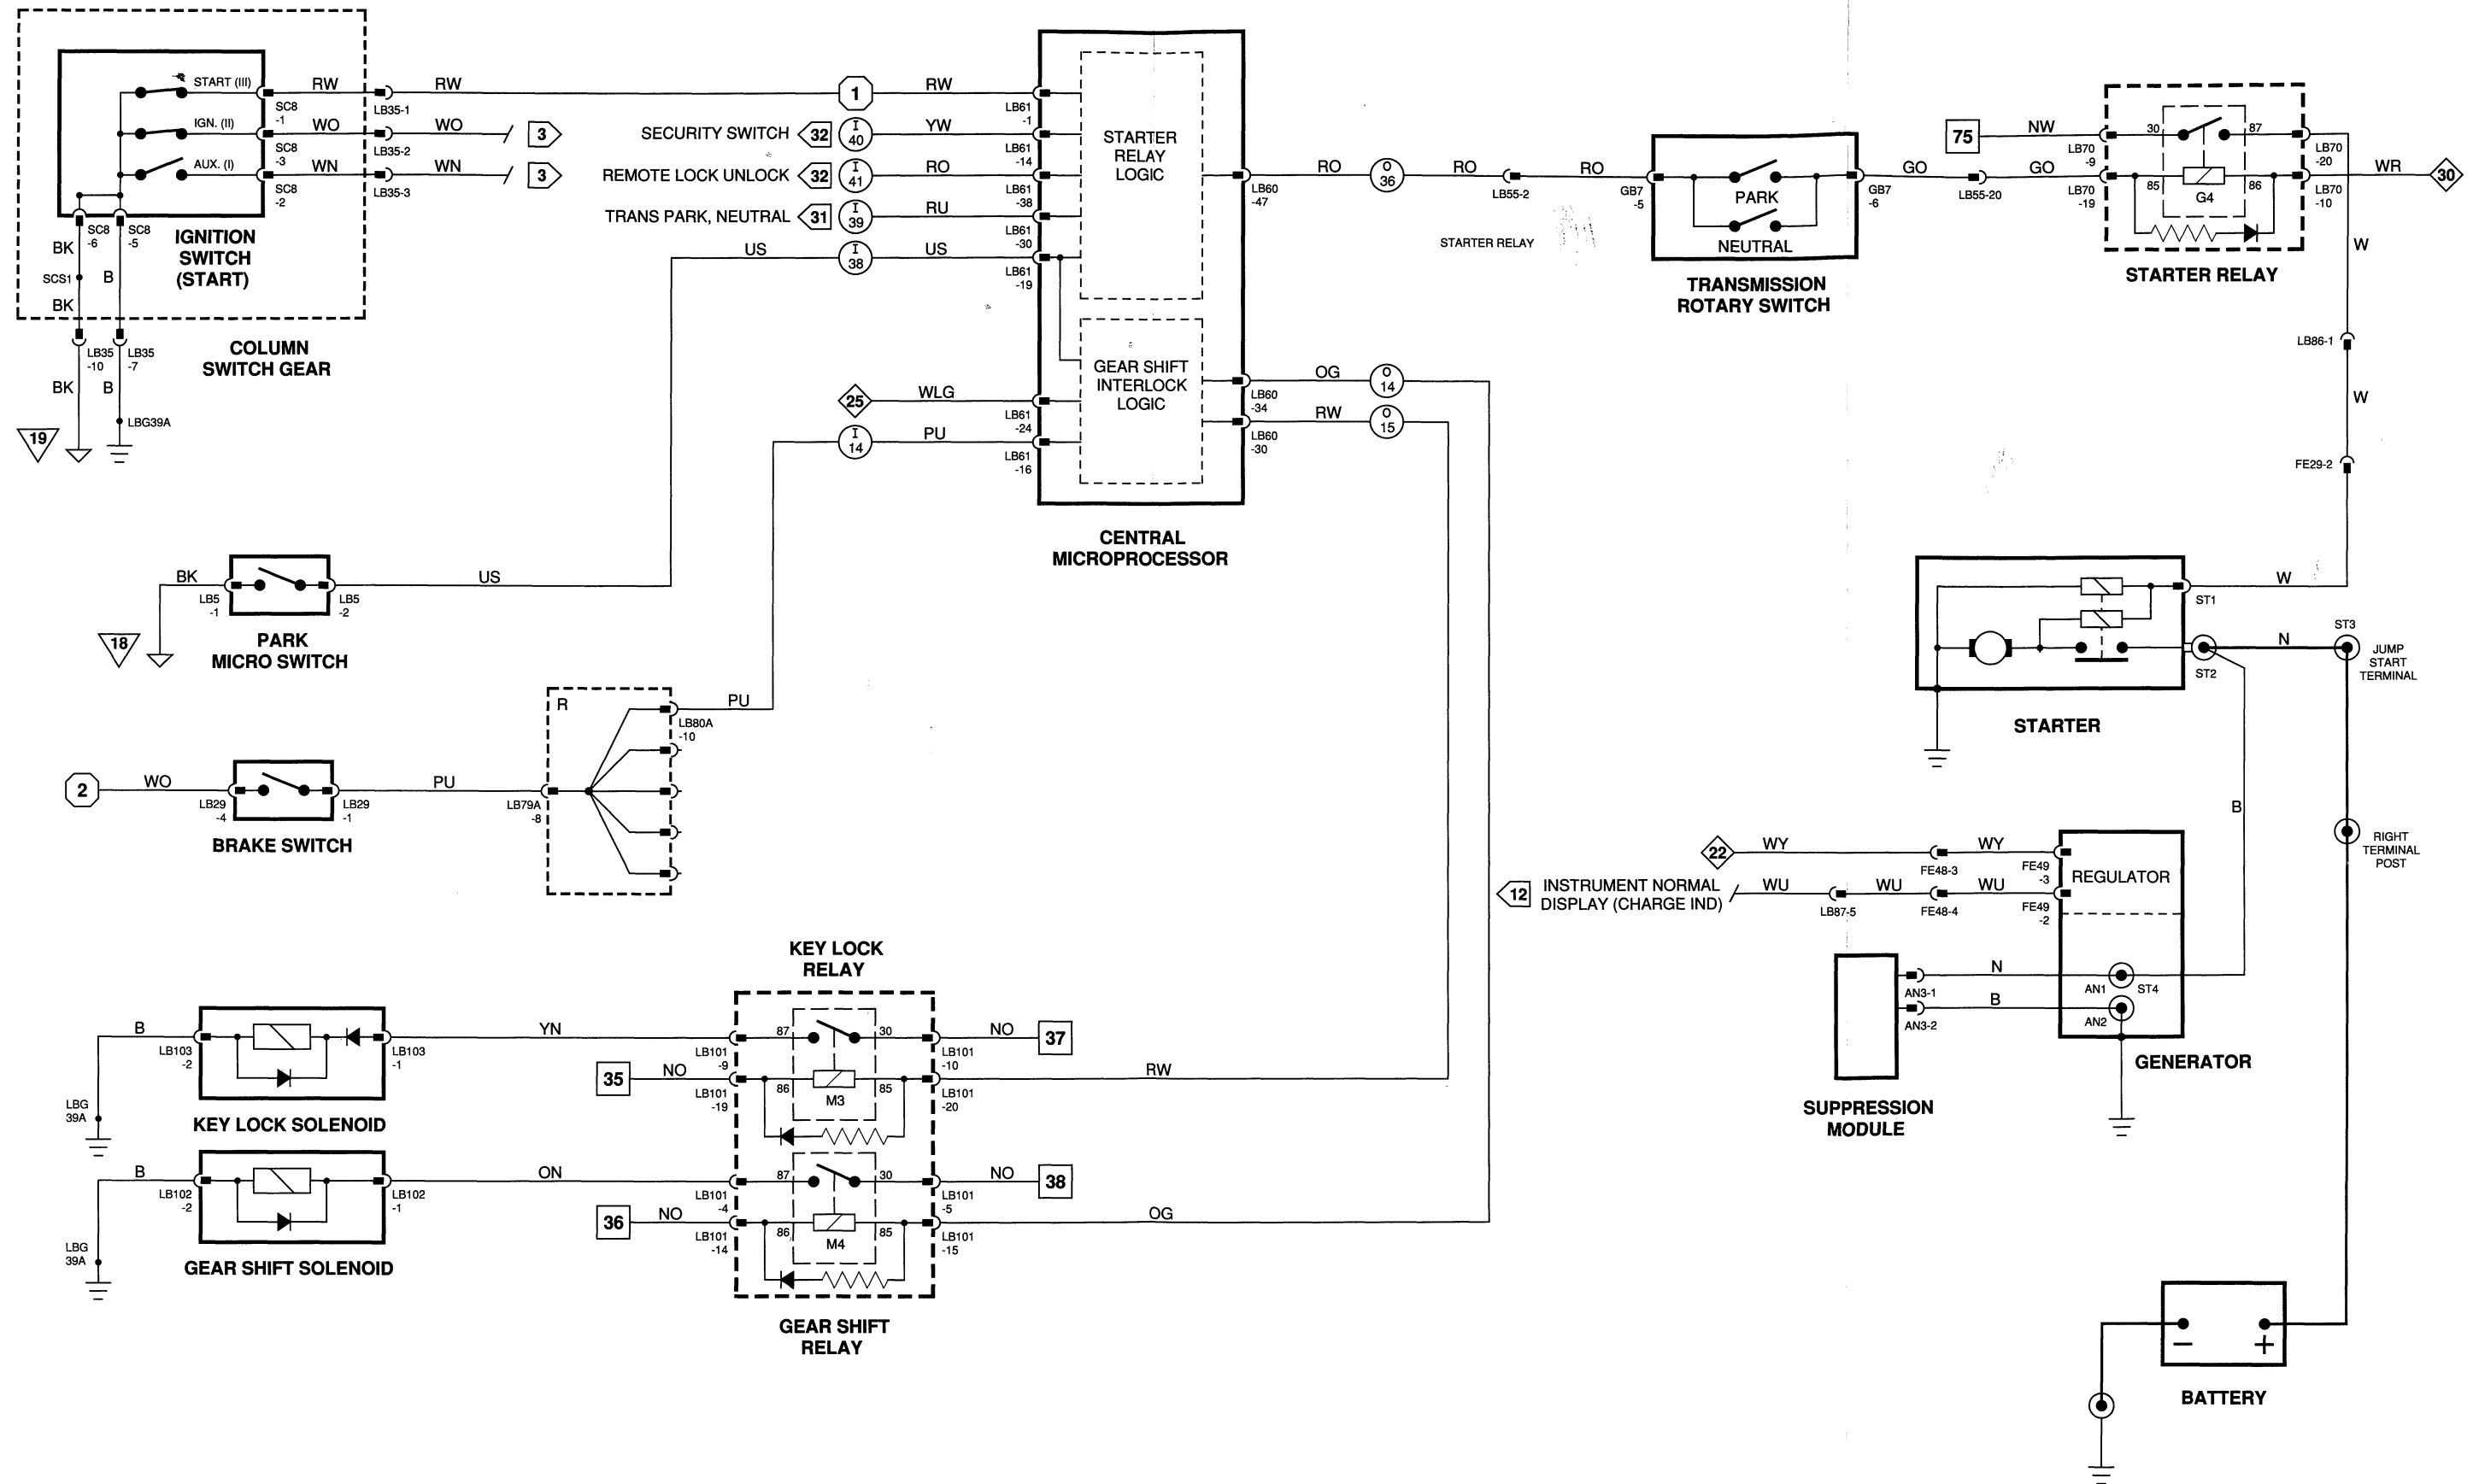 START (III)
RW
RW
1
RW
SC8
-1
LB35-1
LB61
-1
IGN. (II)
WO
WO
3
SECURITY SWITCH
32
I
40
YW
SC8
-3
LB35-2
LB61
-14
AUX. (I)
WN
WN
3
REMOTE LOCK UNLOCK
32
I
41
RO
SC8
-2
LB35-3
LB61
-38
TRANS PARK, NEUTRAL
31
I
39
RU
LB61
-30
US
I
38
US
LB61
-19
STARTER
RELAY
LOGIC
SC8
-6
SC8
-5
IGNITION
SWITCH
(START)
BK
SCS1
B
BK
LB35
-10
LB35
-7
COLUMN
SWITCH GEAR
BK
B
LBG39A
19
RO
O
36
RO
RO
LB60
-47
LB55-2
GB7
-5
PARK
NEUTRAL
GB7
-6
GO
GO
LB55-20
STARTER RELAY
TRANSMISSION
ROTARY SWITCH
75
NW
30
87
LB70
-9
LB70
-20
85
86
G4
LB70
-19
LB70
-10
WR
30
STARTER RELAY
W
LB86-1
W
FE29-2
GEAR SHIFT
INTERLOCK
LOGIC
25
WLG
LB61
-24
I
14
PU
LB61
-16
OG
O
14
LB60
-34
RW
O
15
LB60
-30
CENTRAL
MICROPROCESSOR
BK
LB5
-1
LB5
-2
US
18
PARK
MICRO SWITCH
W
ST1
ST2
N
ST3
JUMP
START
TERMINAL
STARTER
B
RIGHT
TERMINAL
POST
R
PU
LB80A
-10
2
WO
LB29
-4
LB29
-1
PU
LB79A
-8
BRAKE SWITCH
22
WY
WY
FE48-3
FE49
-3
REGULATOR
12
INSTRUMENT NORMAL
DISPLAY (CHARGE IND)
WU
WU
WU
LB87-5
FE48-4
FE49
-2
N
AN3-1
AN1
ST4
B
AN3-2
AN2
GENERATOR
SUPPRESSION
MODULE
KEY LOCK
RELAY
B
YN
87
30
NO
37
LB103
-2
LB103
-1
LB101
-9
LB101
-10
35
NO
86
85
M3
RW
LB101
-19
LB101
-20
LBG
39A
KEY LOCK SOLENOID
B
ON
87
30
NO
38
LB102
-2
LB102
-1
LB101
-4
LB101
-5
36
NO
86
85
M4
OG
LB101
-14
LB101
-15
LBG
39A
GEAR SHIFT SOLENOID
GEAR SHIFT
RELAY
−
+
BATTERY